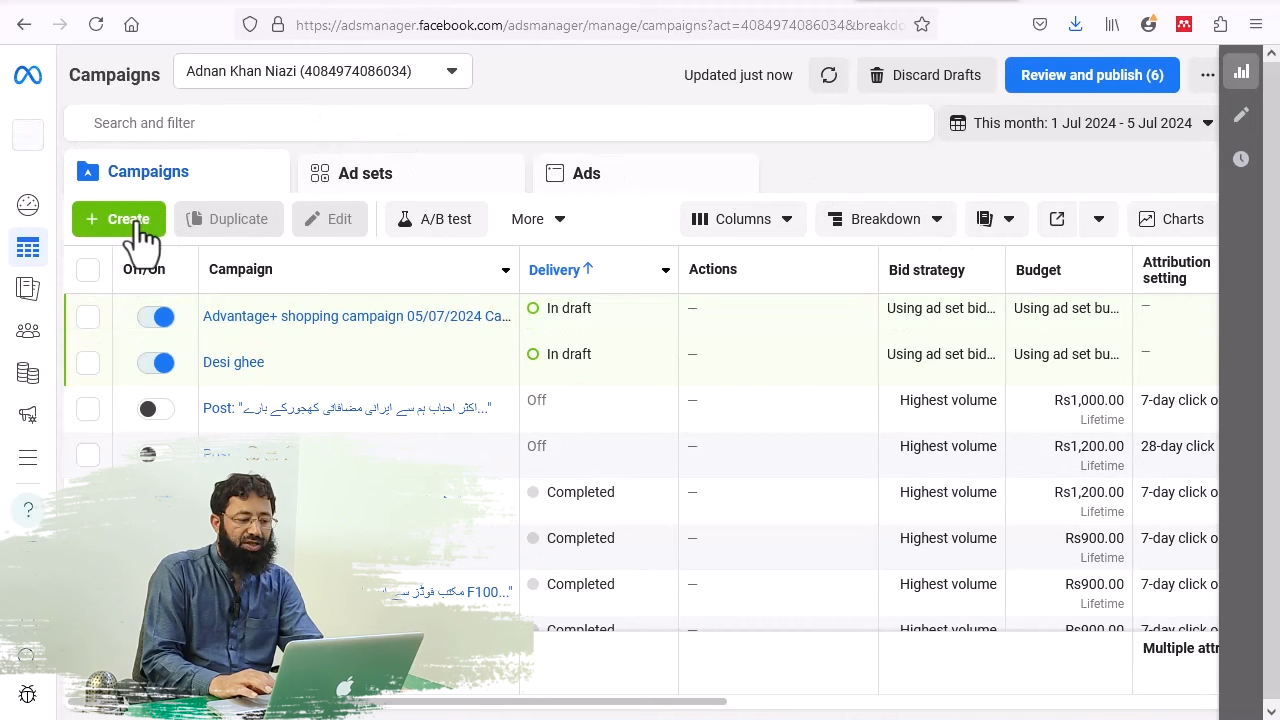 https://adsmanager.facebook.com/adsmanager/manage/campaigns?act=4084974086034&breakdo
Campaigns
Adnan Khan Niazi (4084974086034)
Updated just now
Discard Drafts
Review and publish (6)
Search and filter
This month: 1 Jul 2024 - 5 Jul 2024
Campaigns
Ad sets
Ads
+ Create
Duplicate
Edit
A/B test
More
Columns
Breakdown
Charts
Off/On
Campaign
Delivery↑
Actions
Bid strategy
Budget
Attribution
setting
Advantage+ shopping campaign 05/07/2024 Ca...
In draft
—
Using ad set bid...
Using ad set bu...
—
Desi ghee
In draft
—
Using ad set bid...
Using ad set bu...
—
Post: "اکثر احباب ہم سے ایرانی مضافاتی کھجورکے بارے..."
Off
—
Highest volume
Rs1,000.00
Lifetime
7-day click o
Off
—
Highest volume
Rs1,200.00
Lifetime
28-day click
Completed
—
Highest volume
Rs1,200.00
Lifetime
7-day click o
Completed
—
Highest volume
Rs900.00
Lifetime
7-day click o
مکتب فوڈز سے F100..."
Completed
—
Highest volume
Rs900.00
Lifetime
7-day click o
Completed
—
Highest volume
Rs900.00
7-day click o
Multiple attr